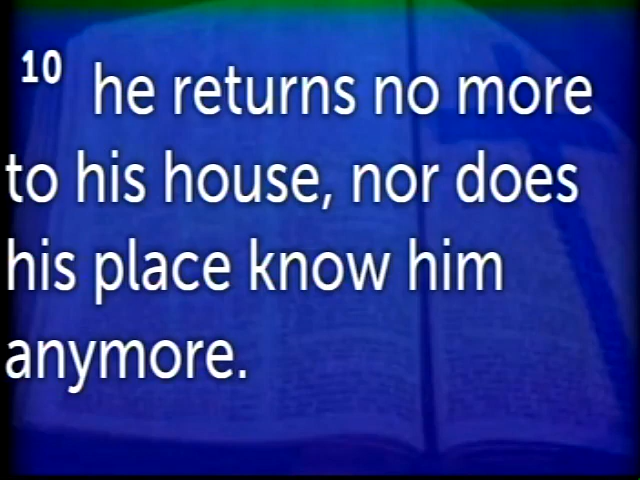 10 he returns no more
to his house, nor does
his place know him
anymore.